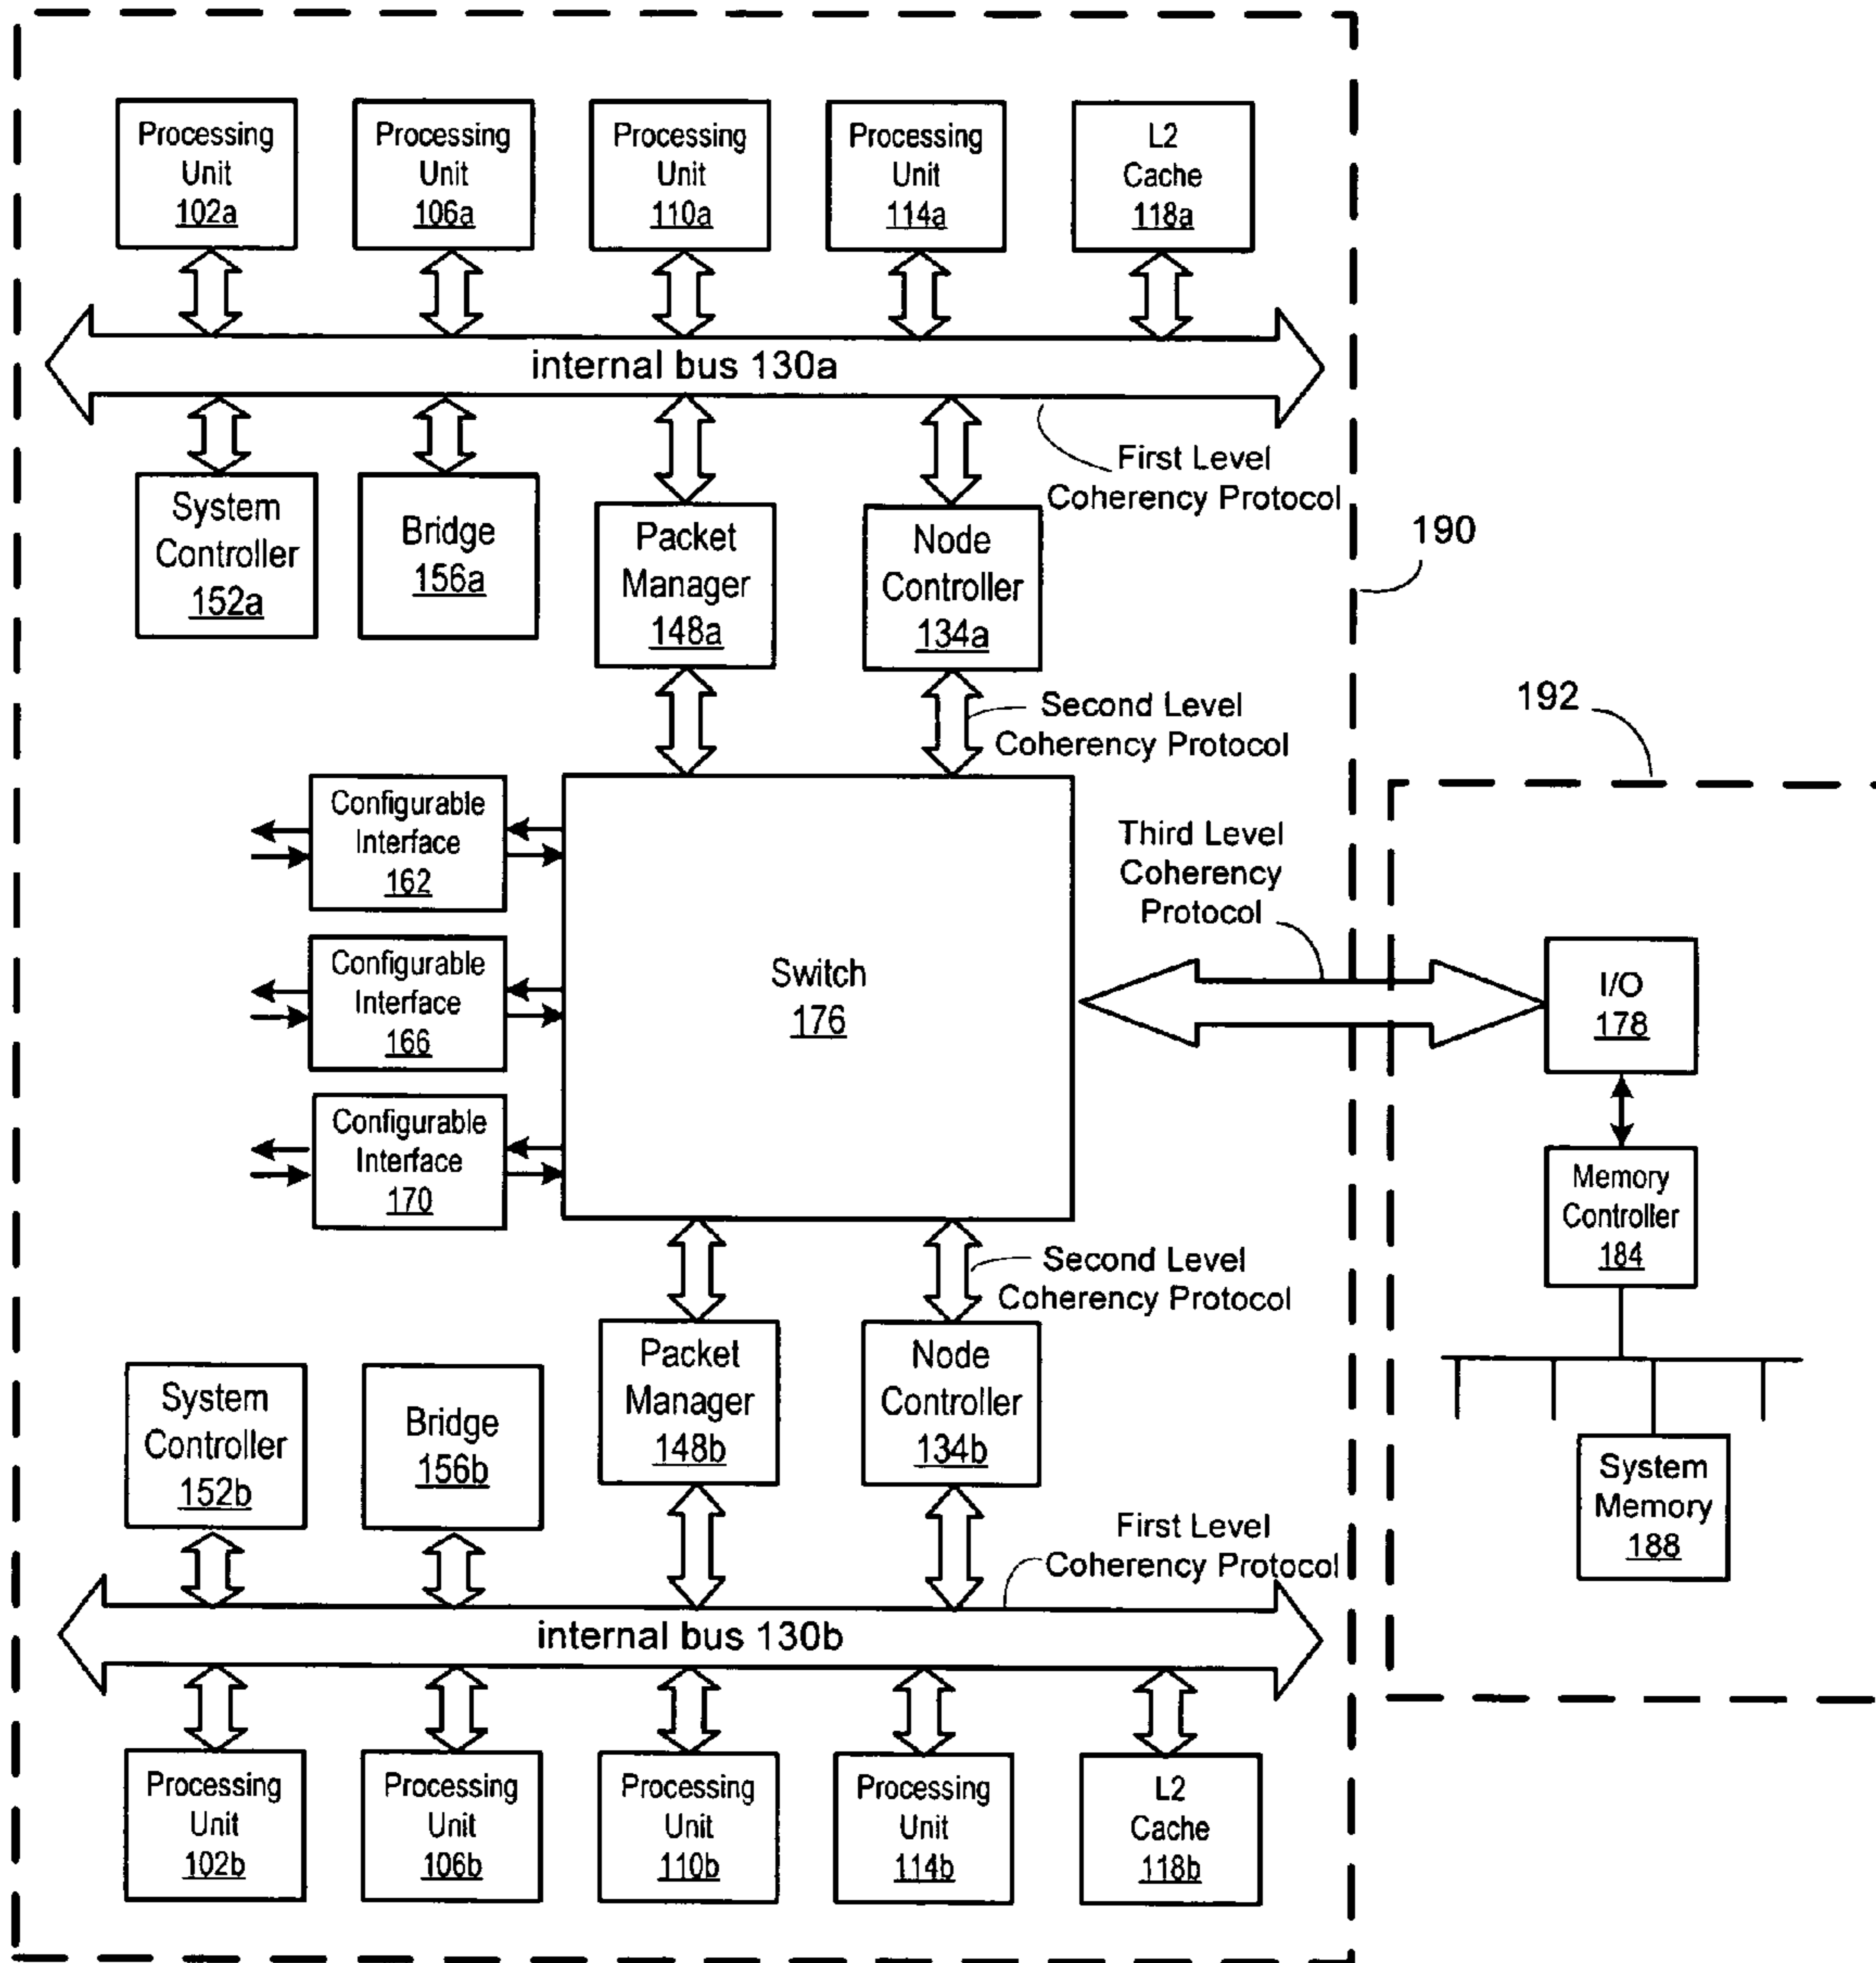 Processing
Unit
102a
Processing
Unit
106a
Processing
Unit
110a
Processing
Unit
114a
L2
Cache
118a
internal bus 130a
First Level
Coherency Protocol
System
Controller
152a
Bridge
156a
Packet
Manager
148a
Node
Controller
134a
190
Second Level
Coherency Protocol
192
Configurable
Interface
162
Configurable
Interface
166
Configurable
Interface
170
Switch
176
Third Level
Coherency
Protocol
I/O
178
Memory
Controller
184
System
Memory
188
Second Level
Coherency Protocol
System
Controller
152b
Bridge
156b
Packet
Manager
148b
Node
Controller
134b
First Level
Coherency Protocol
internal bus 130b
Processing
Unit
102b
Processing
Unit
106b
Processing
Unit
110b
Processing
Unit
114b
L2
Cache
118b